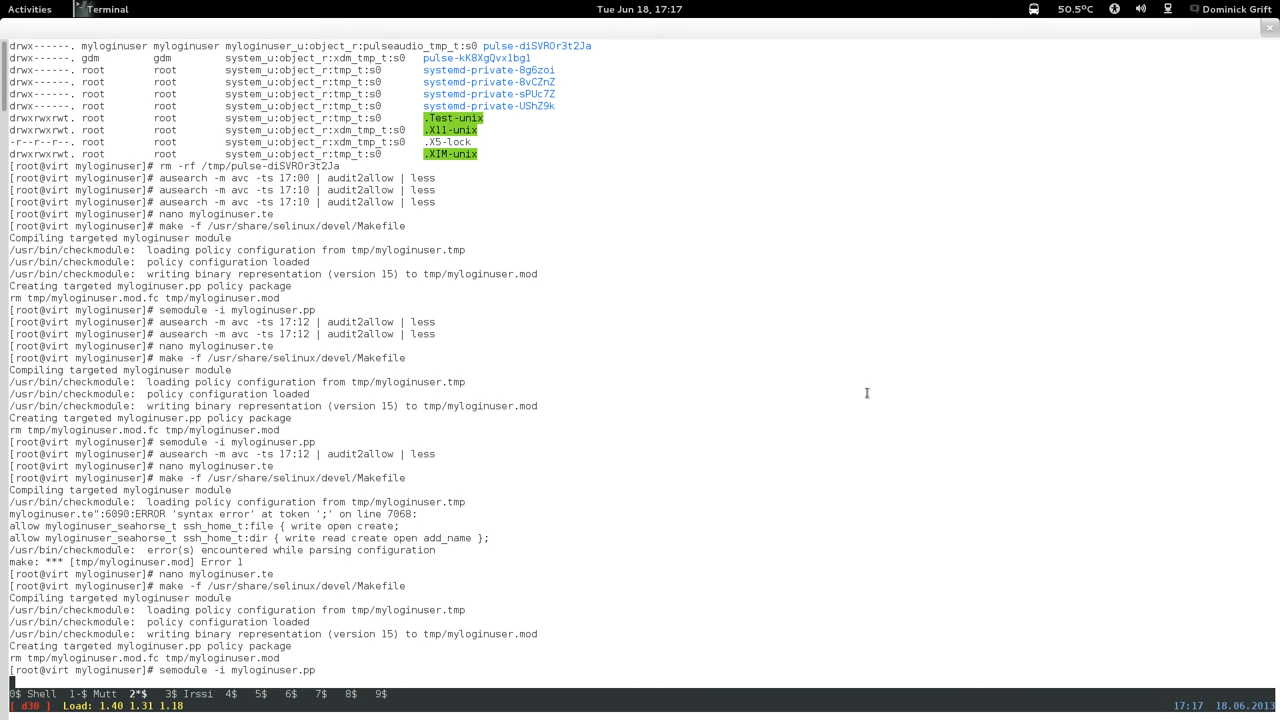 Activities Terminal Tue Jun 18, 17:17 50.5°C Dominick Grift
drwx------. myloginuser myloginuser myloginuser_u:object_r:pulseaudio_tmp_t:s0 pulse-diSVROr3t2Ja
drwx------. gdm gdm system_u:object_r:xdm_tmp_t:s0 pulse-kK8XgQvx1bgl
drwx------. root root system_u:object_r:tmp_t:s0 systemd-private-8g6zoi
drwx------. root root system_u:object_r:tmp_t:s0 systemd-private-8vCZnZ
drwx------. root root system_u:object_r:tmp_t:s0 systemd-private-sPUc7Z
drwx------. root root system_u:object_r:tmp_t:s0 systemd-private-UShZ9k
drwxrwxrwt. root root system_u:object_r:tmp_t:s0 .Test-unix
drwxrwxrwt. root root system_u:object_r:xdm_tmp_t:s0 .X11-unix
-r--r--r--. root root system_u:object_r:xdm_tmp_t:s0 .X5-lock
drwxrwxrwt. root root system_u:object_r:tmp_t:s0 .XIM-unix
[root@virt myloginuser]# rm -rf /tmp/pulse-diSVROr3t2Ja
[root@virt myloginuser]# ausearch -m avc -ts 17:00 | audit2allow | less
[root@virt myloginuser]# ausearch -m avc -ts 17:10 | audit2allow | less
[root@virt myloginuser]# ausearch -m avc -ts 17:10 | audit2allow | less
[root@virt myloginuser]# nano myloginuser.te
[root@virt myloginuser]# make -f /usr/share/selinux/devel/Makefile
Compiling targeted myloginuser module
/usr/bin/checkmodule:  loading policy configuration from tmp/myloginuser.tmp
/usr/bin/checkmodule:  policy configuration loaded
/usr/bin/checkmodule:  writing binary representation (version 15) to tmp/myloginuser.mod
Creating targeted myloginuser.pp policy package
rm tmp/myloginuser.mod.fc tmp/myloginuser.mod
[root@virt myloginuser]# semodule -i myloginuser.pp
[root@virt myloginuser]# ausearch -m avc -ts 17:12 | audit2allow | less
[root@virt myloginuser]# ausearch -m avc -ts 17:12 | audit2allow | less
[root@virt myloginuser]# nano myloginuser.te
[root@virt myloginuser]# make -f /usr/share/selinux/devel/Makefile
Compiling targeted myloginuser module
/usr/bin/checkmodule:  loading policy configuration from tmp/myloginuser.tmp
/usr/bin/checkmodule:  policy configuration loaded
/usr/bin/checkmodule:  writing binary representation (version 15) to tmp/myloginuser.mod
Creating targeted myloginuser.pp policy package
rm tmp/myloginuser.mod.fc tmp/myloginuser.mod
[root@virt myloginuser]# semodule -i myloginuser.pp
[root@virt myloginuser]# ausearch -m avc -ts 17:12 | audit2allow | less
[root@virt myloginuser]# nano myloginuser.te
[root@virt myloginuser]# make -f /usr/share/selinux/devel/Makefile
Compiling targeted myloginuser module
/usr/bin/checkmodule:  loading policy configuration from tmp/myloginuser.tmp
myloginuser.te":6090:ERROR 'syntax error' at token ';' on line 7068:
allow myloginuser_seahorse_t ssh_home_t:file { write open create;
allow myloginuser_seahorse_t ssh_home_t:dir { write read create open add_name };
/usr/bin/checkmodule:  error(s) encountered while parsing configuration
make: *** [tmp/myloginuser.mod] Error 1
[root@virt myloginuser]# nano myloginuser.te
[root@virt myloginuser]# make -f /usr/share/selinux/devel/Makefile
Compiling targeted myloginuser module
/usr/bin/checkmodule:  loading policy configuration from tmp/myloginuser.tmp
/usr/bin/checkmodule:  policy configuration loaded
/usr/bin/checkmodule:  writing binary representation (version 15) to tmp/myloginuser.mod
Creating targeted myloginuser.pp policy package
rm tmp/myloginuser.mod.fc tmp/myloginuser.mod
[root@virt myloginuser]# semodule -i myloginuser.pp
0$ Shell 1-$ Mutt 2*$ 3$ Irssi 4$ 5$ 6$ 7$ 8$ 9$
[ d30 ] Load: 1.40 1.31 1.18 17:17 18.06.2013